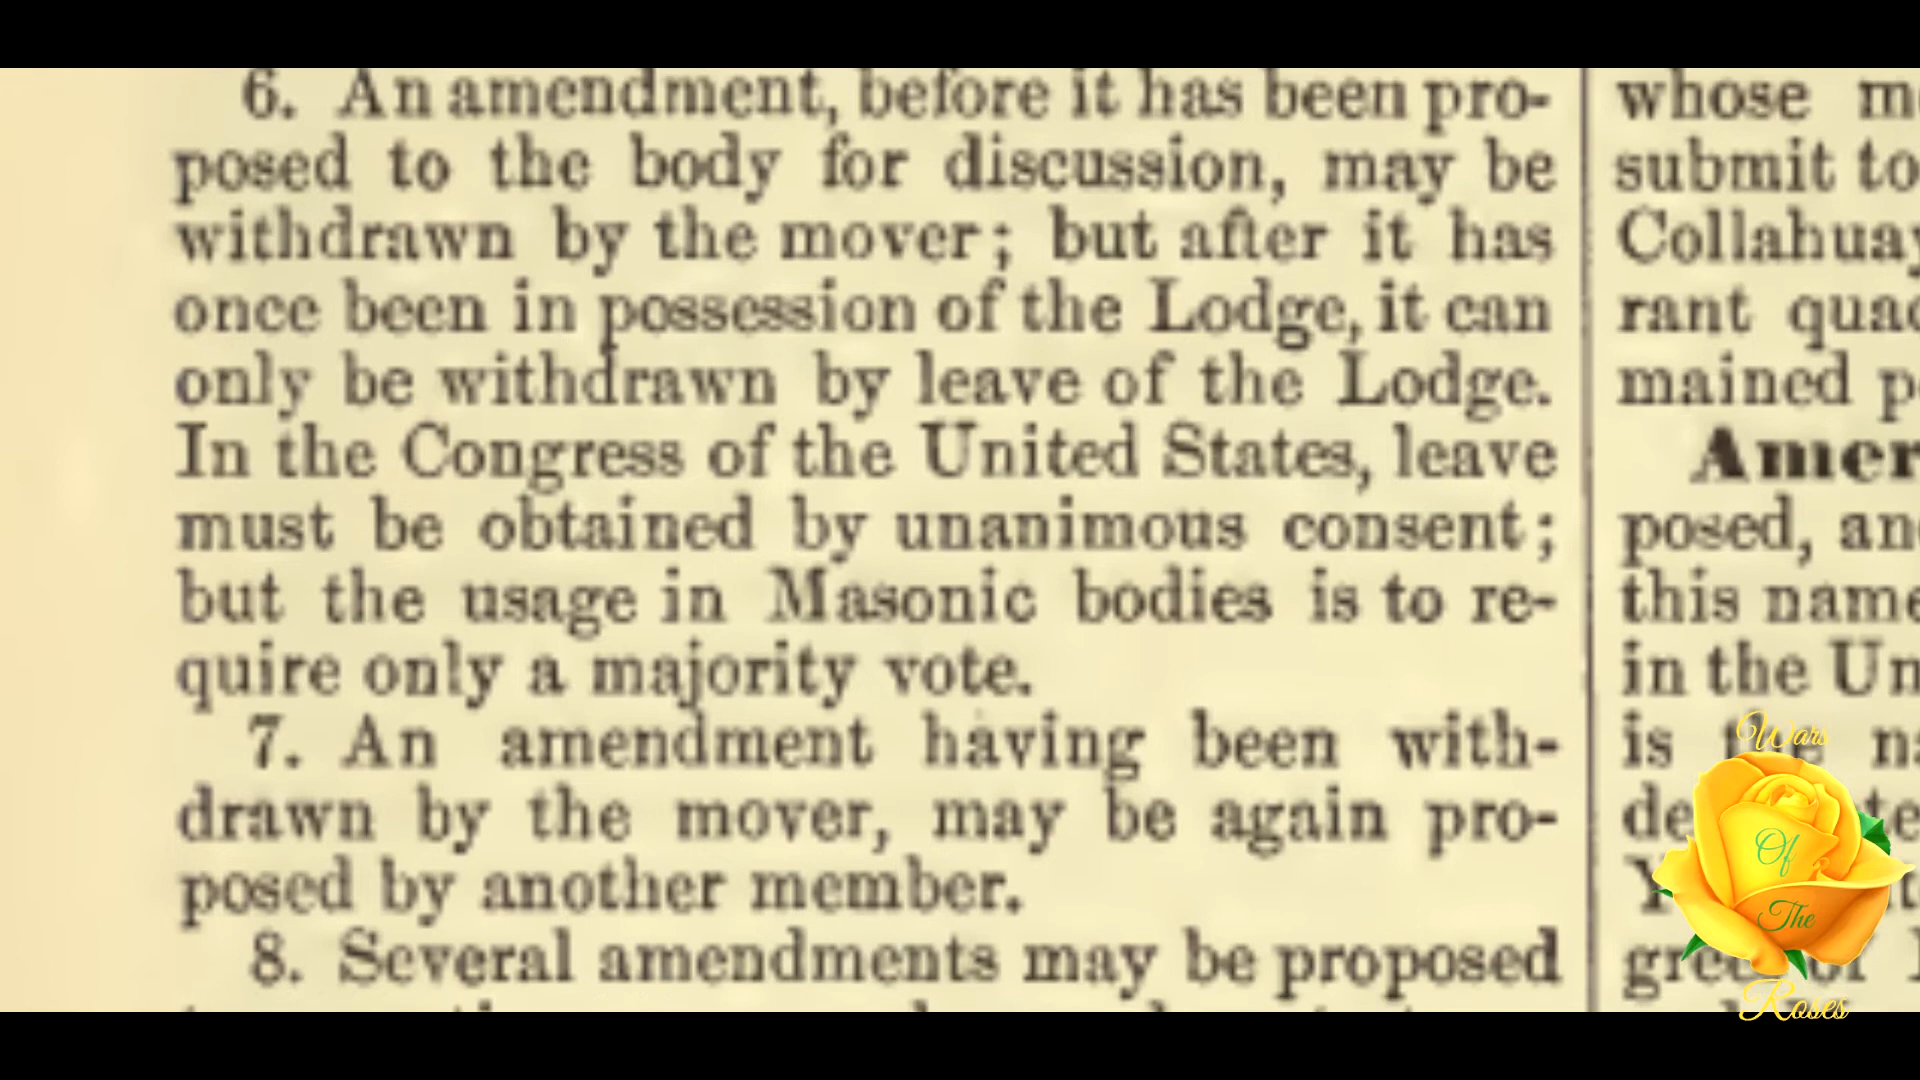 6. An amendment, before it has been pro-
posed to the body for discussion, may be
withdrawn by the mover; but after it has
once been in possession of the Lodge, it can
only be withdrawn by leave of the Lodge.
In the Congress of the United States, leave
must be obtained by unanimous consent;
but the usage in Masonic bodies is to re-
quire only a majority vote.
7. An amendment having been with-
drawn by the mover, may be again pro-
posed by another member.
8. Several amendments may be proposed
whose
submit to
Collahuay
rant
mained
Amer
posed,
this name
in the Un
is
Wars
Of
The
Roses